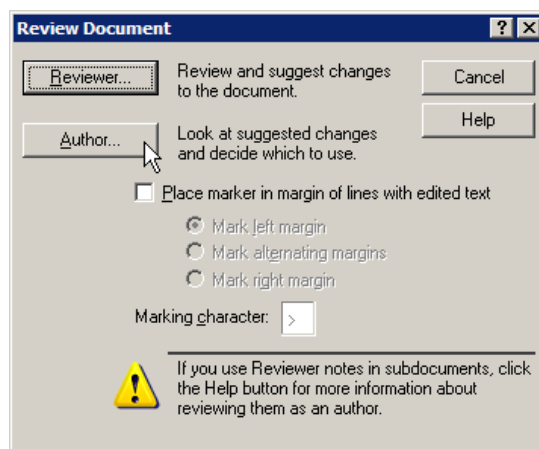 Review Document
Reviewer...
Review and suggest changes
to the document.
Cancel
Help
Author...
Look at suggested changes
and decide which to use.
Place marker in margin of lines with edited text
Mark left margin
Mark alternating margins
Mark right margin
Marking character: >
If you use Reviewer notes in subdocuments, click
the Help button for more information about
reviewing them as an author.